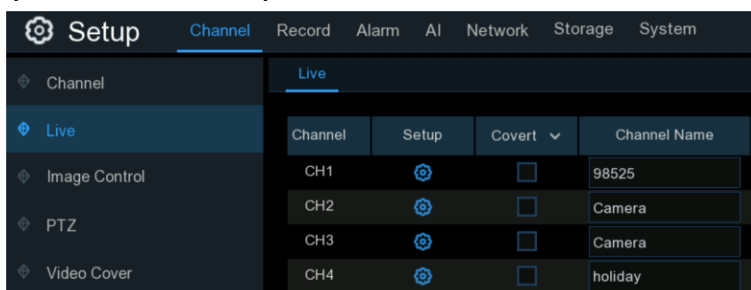 Setup Channel Record Alarm AI Network Storage System
Channel
Live
Live
Image Control
PTZ
Video Cover
Channel Setup Covert Channel Name
CH1 98525
CH2 Camera
CH3 Camera
CH4 holiday